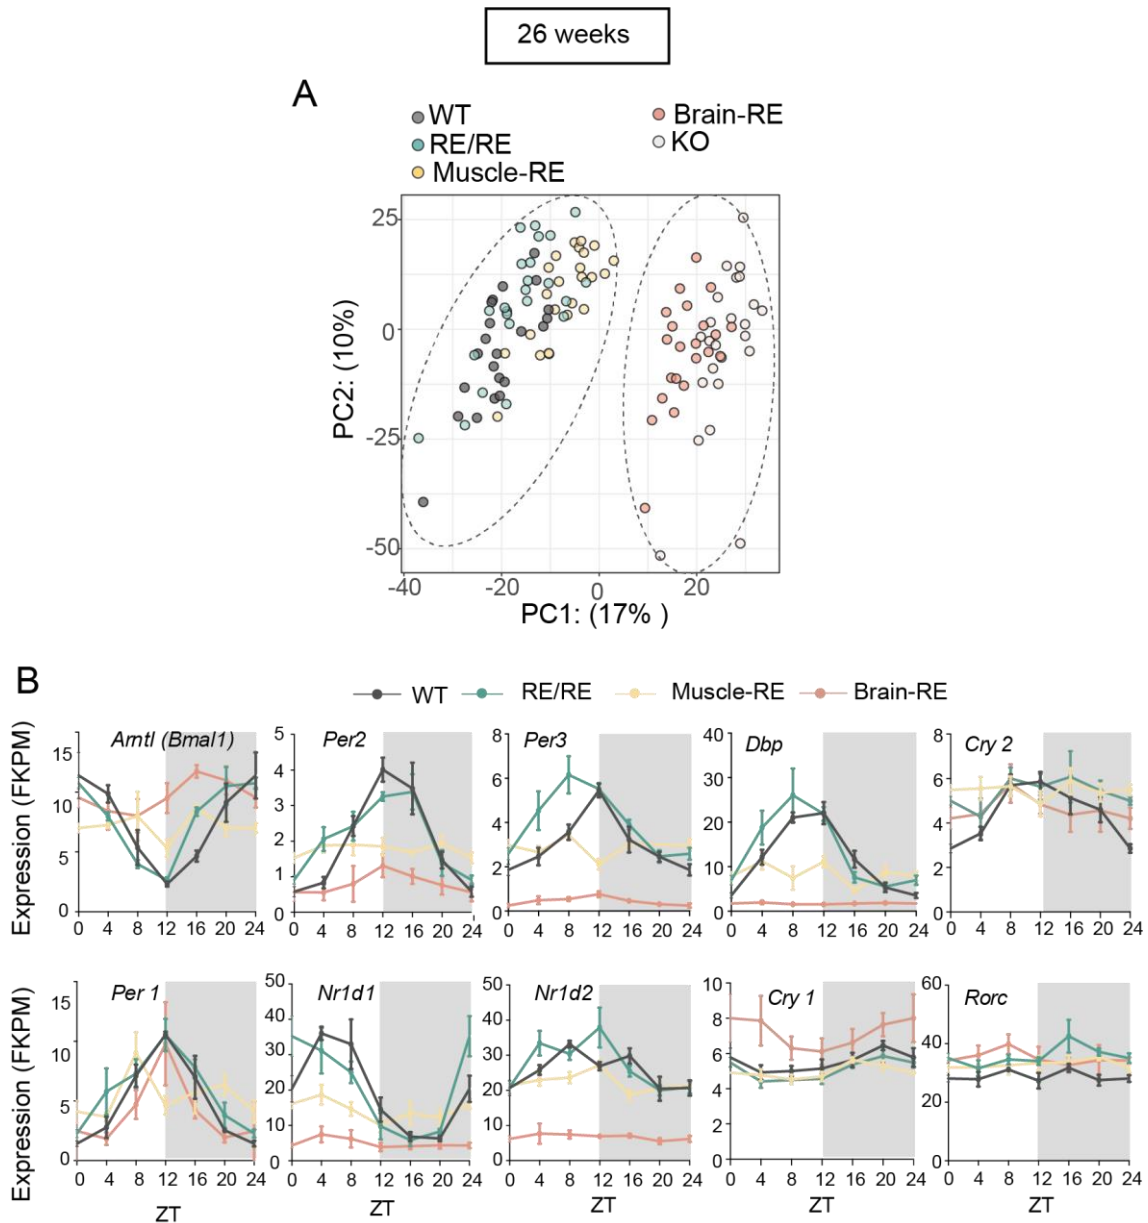 26 weeks
A
WT
Brain-RE
RE/RE
KO
Muscle-RE
PC2: (10%)
25
0
-25
-50
-40 -20 0 20
PC1: (17% )
B
WT RE/RE Muscle-RE Brain-RE
Expression (FKPM)
Arntl (Bmal1)
15
10
5
0
0 4 8 12 16 20 24
Per2
5
4
3
2
1
0
0 4 8 12 16 20 24
Per3
8
6
4
2
0
0 4 8 12 16 20 24
Dbp
40
30
20
10
0
0 4 8 12 16 20 24
Cry 2
8
6
4
2
0
0 4 8 12 16 20 24
Expression (FKPM)
Per 1
15
10
5
0
0 4 8 12 16 20 24
ZT
Nr1d1
50
40
30
20
10
0
0 4 8 12 16 20 24
ZT
Nr1d2
50
40
30
20
10
0
0 4 8 12 16 20 24
ZT
Cry 1
10
8
6
4
2
0
0 4 8 12 16 20 24
ZT
Rorc
60
40
20
0
0 4 8 12 16 20 24
ZT